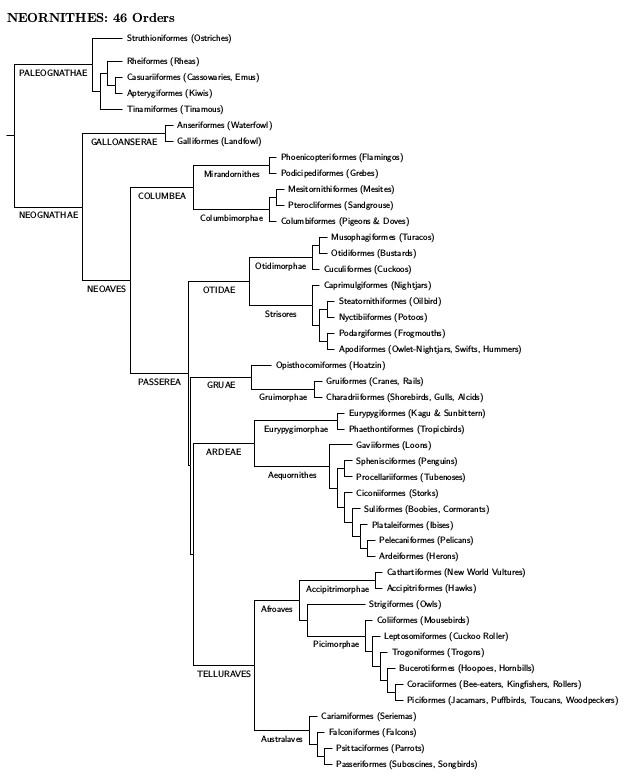 NEORNITHES: 46 Orders
Struthioniformes (Ostriches)
Rheiformes (Rheas)
PALEOGNATHAE
Casuariiformes (Cassowaries, Emus)
Apterygiformes (Kiwis)
Tinamiformes (Tinamous)
Anseriformes (Waterfowl)
GALLOANSERAE
Galliformes (Landfowl)
Phoenicopteriformes (Flamingos)
Mirandornithes
Podicipediformes (Grebes)
Mesitornithiformes (Mesites)
COLUMBEA
Pterocliformes (Sandgrouse)
NEOGNATHAE
Columbimorphae
Columbiformes (Pigeons & Doves)
Musophagiformes (Turacos)
Otidiformes (Bustards)
Otidimorphae
Cuculiformes (Cuckoos)
NEOAVES
OTIDAE
Caprimulgiformes (Nightjars)
Steatornithiformes (Oilbird)
Strisores
Nyctibiiformes (Potoos)
Podargiformes (Frogmouths)
Apodiformes (Owlet-Nightjars, Swifts, Hummers)
Opisthocomiformes (Hoatzin)
PASSEREA
GRUAE
Gruiformes (Cranes, Rails)
Gruimorphae
Charadriiformes (Shorebirds, Gulls, Alcids)
Eurypygiformes (Kagu & Sunbittern)
Eurypygimorphae
Phaethontiformes (Tropicbirds)
ARDEAE
Gaviiformes (Loons)
Sphenisciformes (Penguins)
Aequornithes
Procellariiformes (Tubenoses)
Ciconiiformes (Storks)
Suliformes (Boobies, Cormorants)
Plataleiformes (Ibises)
Pelecaniformes (Pelicans)
Ardeiformes (Herons)
Cathartiformes (New World Vultures)
Accipitrimorphae
Accipitriformes (Hawks)
Afroaves
Strigiformes (Owls)
Coliiformes (Mousebirds)
Leptosomiformes (Cuckoo Roller)
Picimorphae
Trogoniformes (Trogons)
Bucerotiformes (Hoopoes, Hornbills)
TELLURAVES
Coraciiformes (Bee-eaters, Kingfishers, Rollers)
Piciformes (Jacamars, Puffbirds, Toucans, Woodpeckers)
Cariamiformes (Seriemas)
Falconiformes (Falcons)
Australaves
Psittaciformes (Parrots)
Passeriformes (Suboscines, Songbirds)